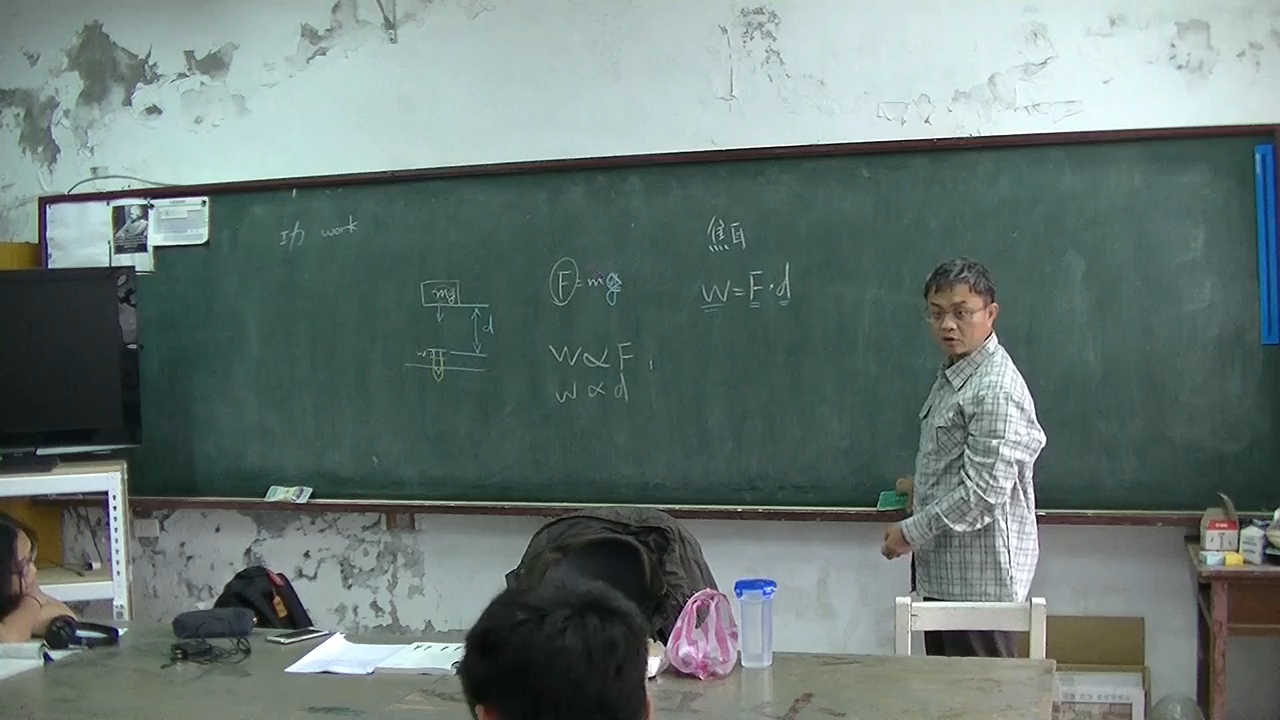 功 work
mg
d
w
F = mg
W ∝ F
w ∝ d
焦耳
W = F · d